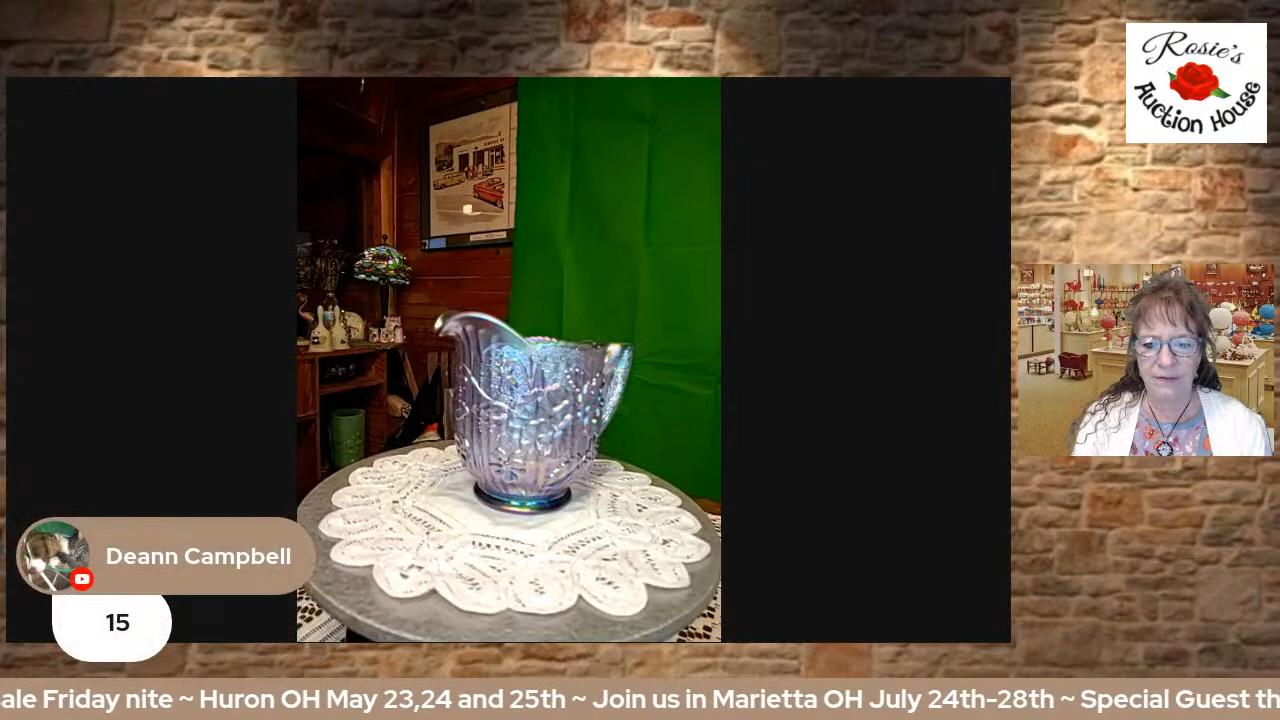 Rosie's
Auction House
Deann Campbell
15
ale Friday nite ~ Huron OH May 23,24 and 25th ~ Join us in Marietta OH July 24th-28th ~ Special Guest th